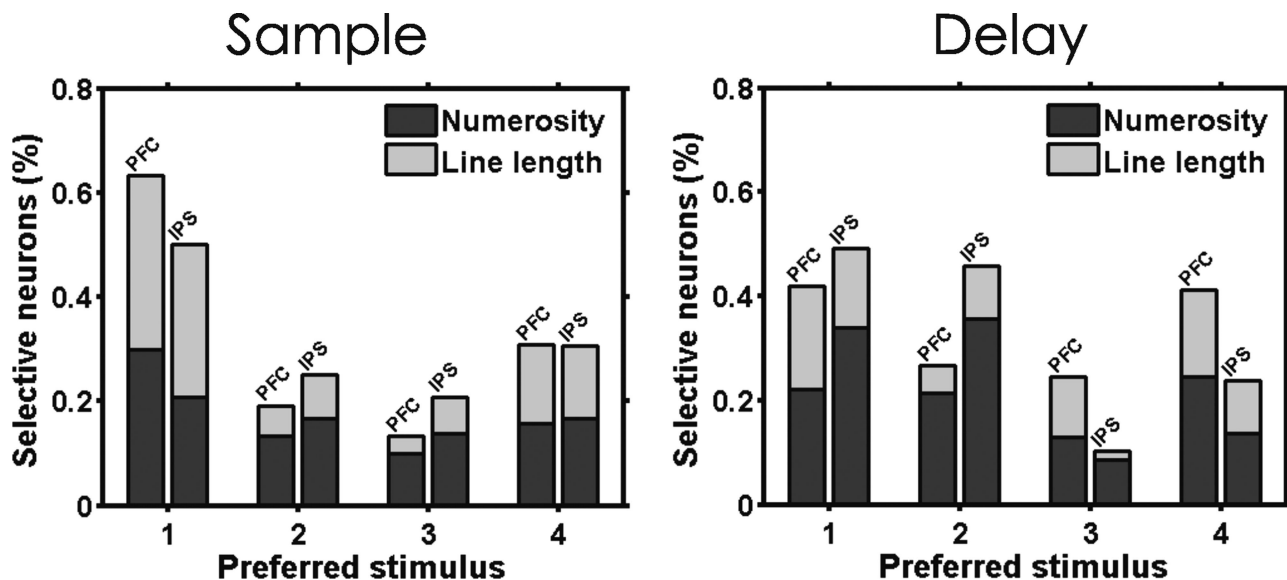 Sample
Selective neurons (%)
0.8
0.6
0.4
0.2
0
Numerosity
Line length
PFC
IPS
PFC
IPS
PFC
IPS
PFC
IPS
1 2 3 4
Preferred stimulus
Delay
Selective neurons (%)
0.8
0.6
0.4
0.2
0
Numerosity
Line length
PFC
IPS
PFC
IPS
PFC
IPS
PFC
IPS
1 2 3 4
Preferred stimulus